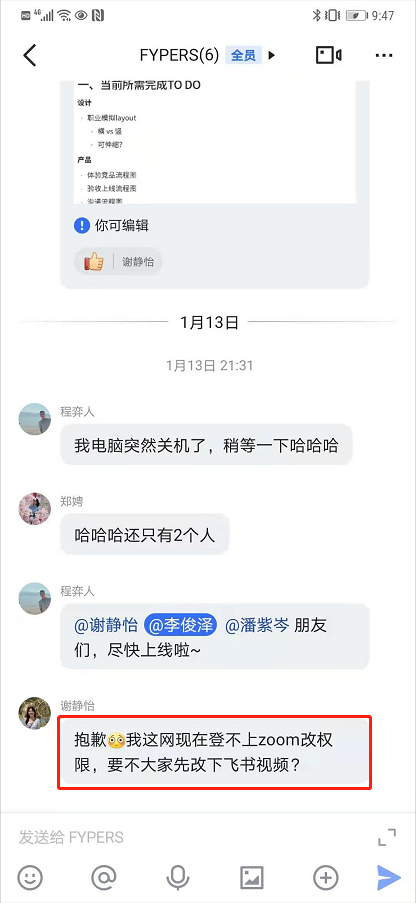 HD 4G 9:47
FYPERS(6) 全员
一、当前所需完成TO DO
设计
职业模拟layout
横 vs 竖
可伸缩?
产品
体验竞品流程图
验收上线流程图
沟通流程图
你可编辑
谢静怡
1月13日
1月13日 21:31
程弈人
我电脑突然关机了，稍等一下哈哈哈
郑娉
哈哈哈还只有2个人
程弈人
@谢静怡 @李俊泽 @潘紫岑 朋友
们，尽快上线啦~
谢静怡
抱歉😳我这网现在登不上zoom改权
限，要不大家先改下飞书视频？
发送给 FYPERS